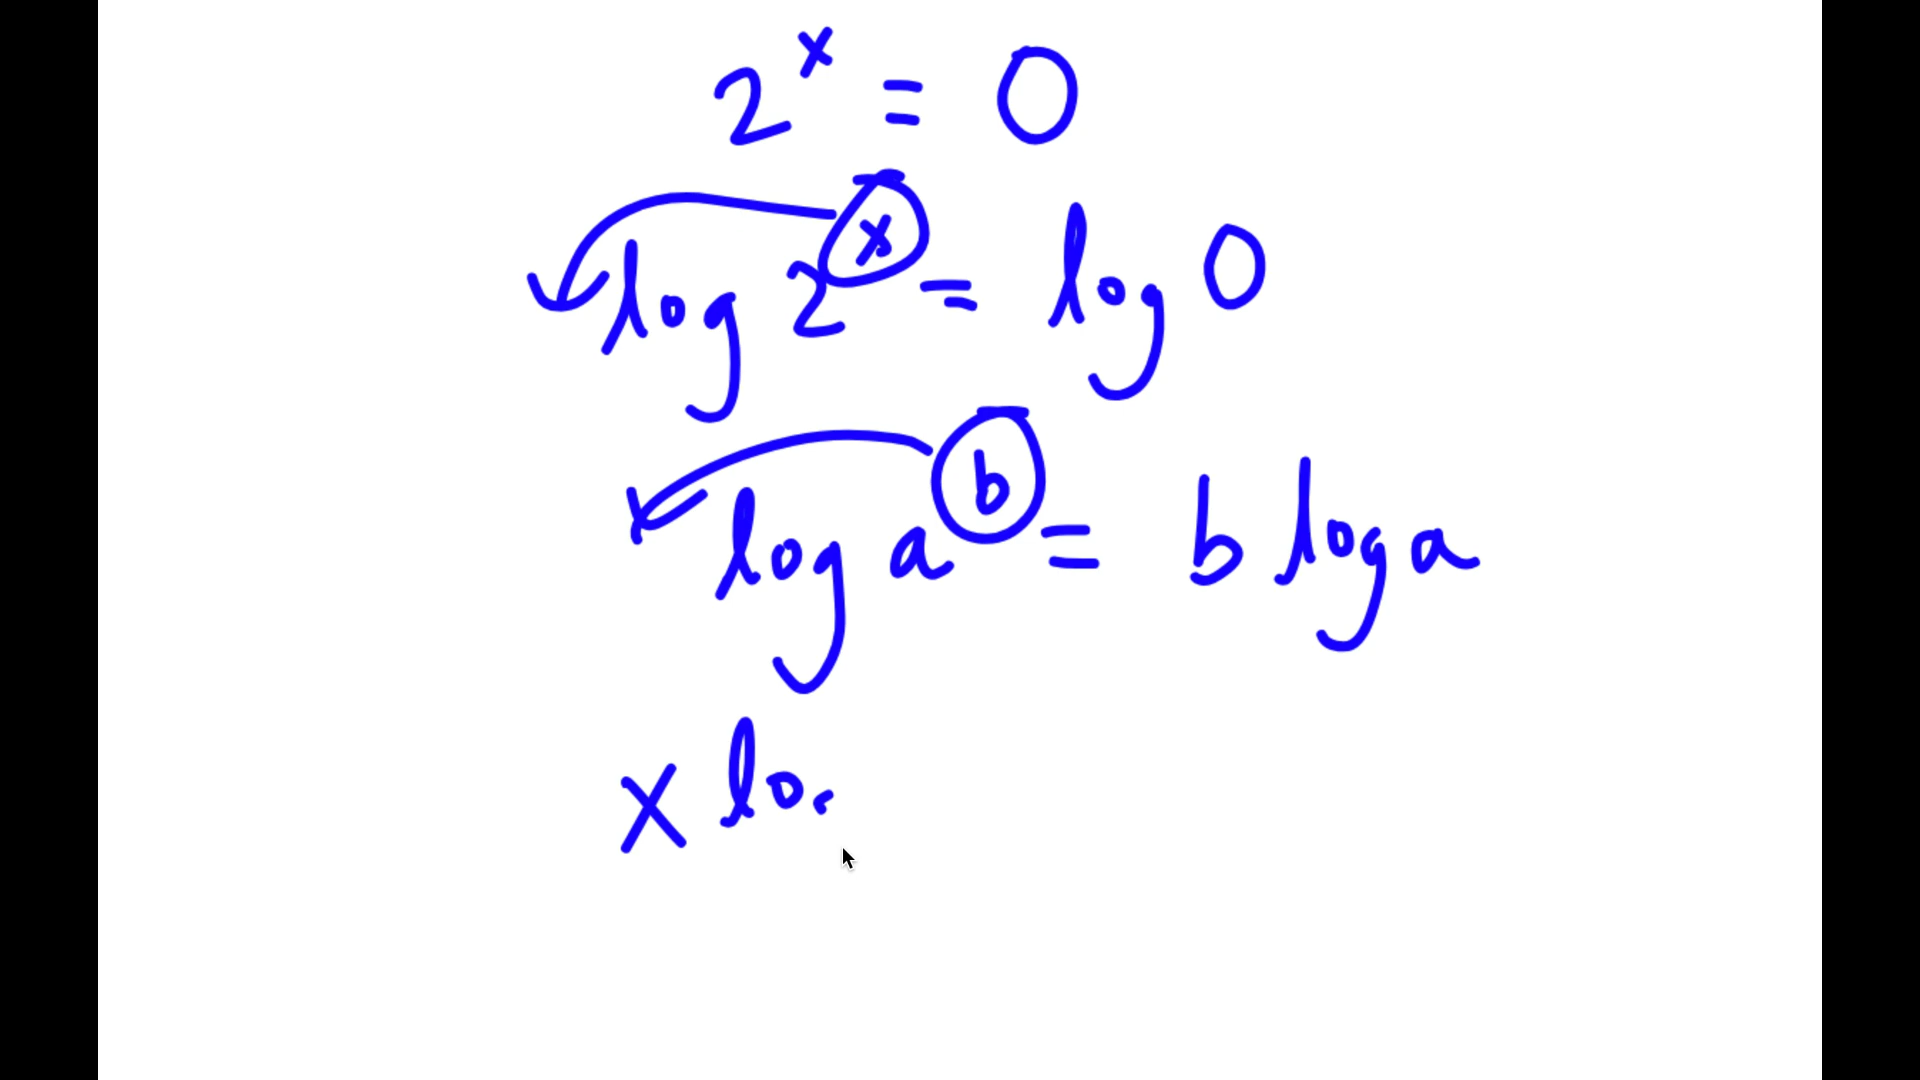 2^x = 0
log 2^x = log 0
log a^b = b log a
x lo